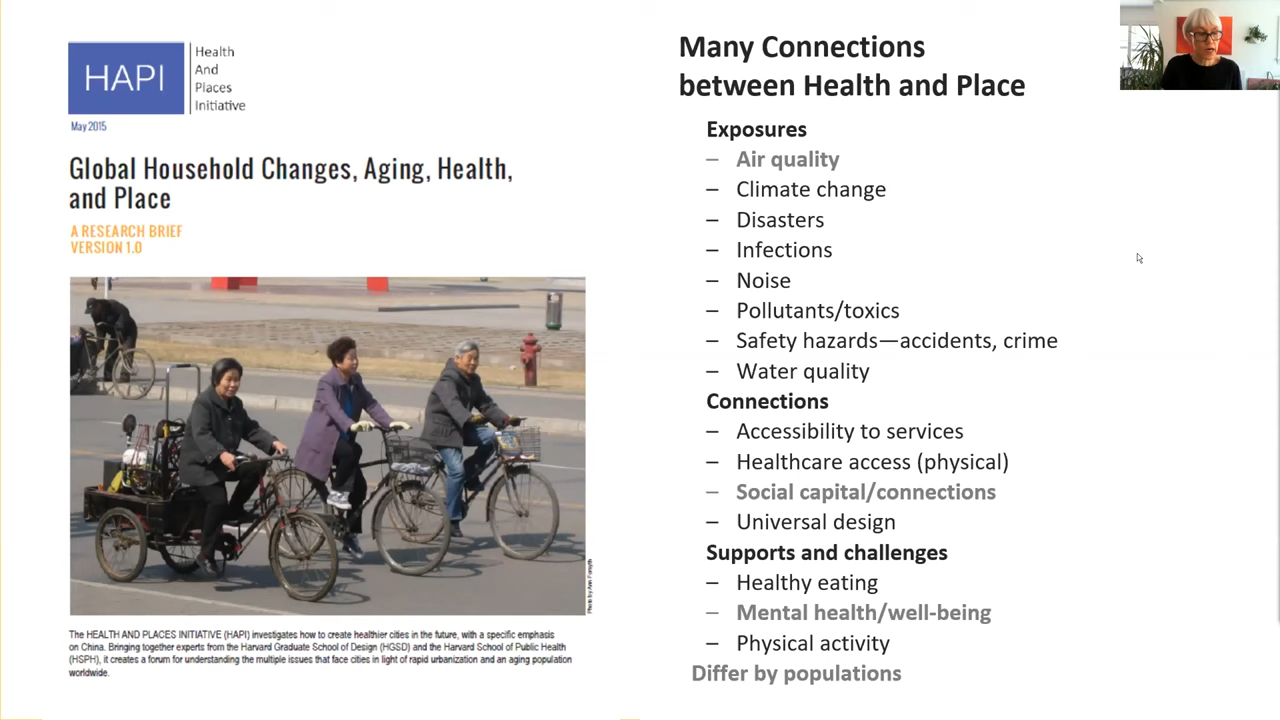 HAPI
Health
And
Places
Initiative
May 2015
Global Household Changes, Aging, Health,
and Place
A RESEARCH BRIEF
VERSION 1.0
Photo by Ann Forsyth
The HEALTH AND PLACES INITIATIVE (HAPI) investigates how to create healthier cities in the future, with a specific emphasis
on China. Bringing together experts from the Harvard Graduate School of Design (HGSD) and the Harvard School of Public Health
(HSPH), it creates a forum for understanding the multiple issues that face cities in light of rapid urbanization and an aging population
worldwide.
Many Connections
between Health and Place
Exposures
– Air quality
– Climate change
– Disasters
– Infections
– Noise
– Pollutants/toxics
– Safety hazards—accidents, crime
– Water quality
Connections
– Accessibility to services
– Healthcare access (physical)
– Social capital/connections
– Universal design
Supports and challenges
– Healthy eating
– Mental health/well-being
– Physical activity
Differ by populations